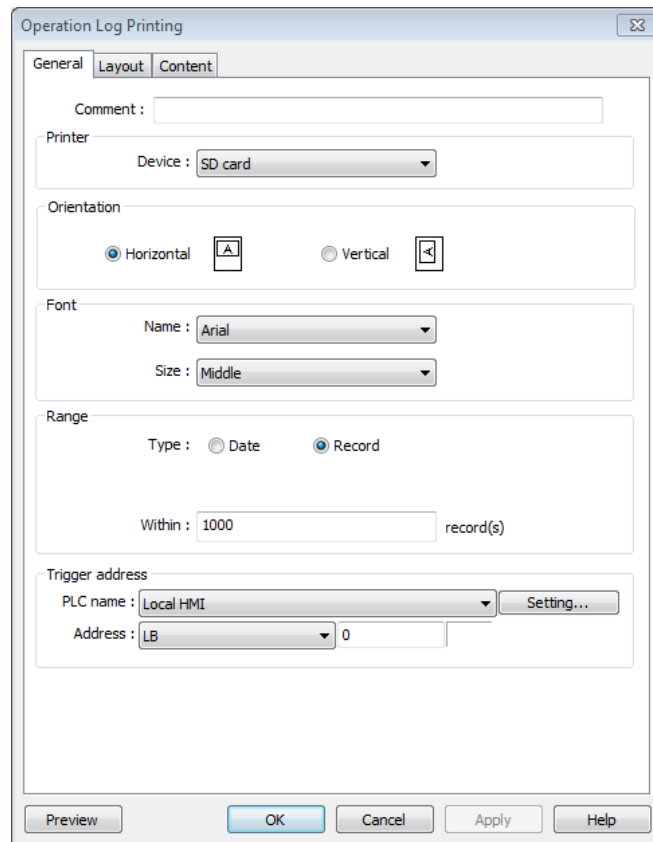 Operation Log Printing
General Layout Content
Comment :
Printer
Device : SD card
Orientation
Horizontal A Vertical A
Font
Name : Arial
Size : Middle
Range
Type : Date Record
Within : 1000 record(s)
Trigger address
PLC name : Local HMI Setting...
Address : LB 0
Preview OK Cancel Apply Help